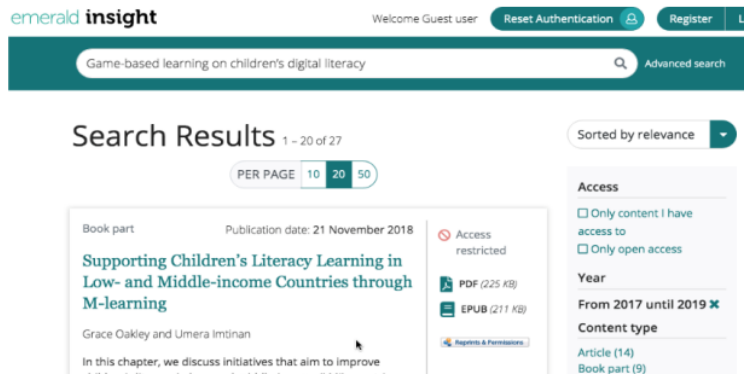 emerald insight
Welcome Guest user
Reset Authentication
Register
L
Game-based learning on children's digital literacy
Advanced search
Search Results 1 – 20 of 27
Sorted by relevance
PER PAGE 10 20 50
Book part
Publication date: 21 November 2018
Supporting Children's Literacy Learning in
Low- and Middle-income Countries through
M-learning
Grace Oakley and Umera Imtinan
In this chapter, we discuss initiatives that aim to improve
Access
restricted
PDF (225 KB)
EPUB (211 KB)
Reprints & Permissions
Access
Only content I have
access to
Only open access
Year
From 2017 until 2019
Content type
Article (14)
Book part (9)